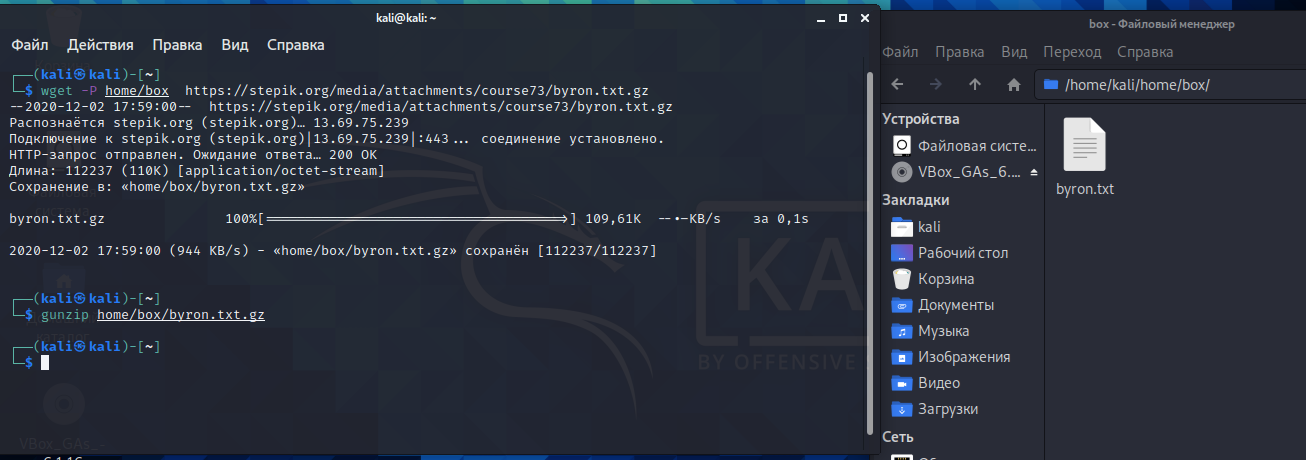 kali@kali: ~
Файл Действия Правка Вид Справка
┌──(kali㉿kali)-[~]
└─$ wget -P home/box  https://stepik.org/media/attachments/course73/byron.txt.gz
--2020-12-02 17:59:00--  https://stepik.org/media/attachments/course73/byron.txt.gz
Распознаётся stepik.org (stepik.org)… 13.69.75.239
Подключение к stepik.org (stepik.org)|13.69.75.239|:443... соединение установлено.
HTTP-запрос отправлен. Ожидание ответа… 200 OK
Длина: 112237 (110K) [application/octet-stream]
Сохранение в: «home/box/byron.txt.gz»
byron.txt.gz 100%[===================================>] 109,61K --•-KB/s за 0,1s
2020-12-02 17:59:00 (944 KB/s) - «home/box/byron.txt.gz» сохранён [112237/112237]
┌──(kali㉿kali)-[~]
└─$ gunzip home/box/byron.txt.gz
┌──(kali㉿kali)-[~]
└─$
KA
BY OFFENSIVE
VBox_GAs_-
6.1.16
box - Файловый менеджер
Файл Правка Вид Переход Справка
/home/kali/home/box/
Устройства
Файловая систе...
VBox_GAs_6....
Закладки
kali
Рабочий стол
Корзина
Документы
Музыка
Изображения
Видео
Загрузки
Сеть
byron.txt